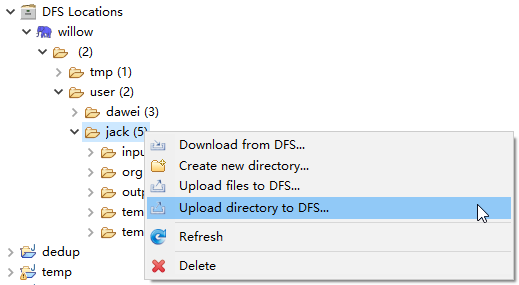 DFS Locations
willow
(2)
tmp (1)
user (2)
dawei (3)
jack (5)
Download from DFS...
Create new directory...
Upload files to DFS...
Upload directory to DFS...
Refresh
Delete
inpu
org
outp
tem
tem
dedup
temp